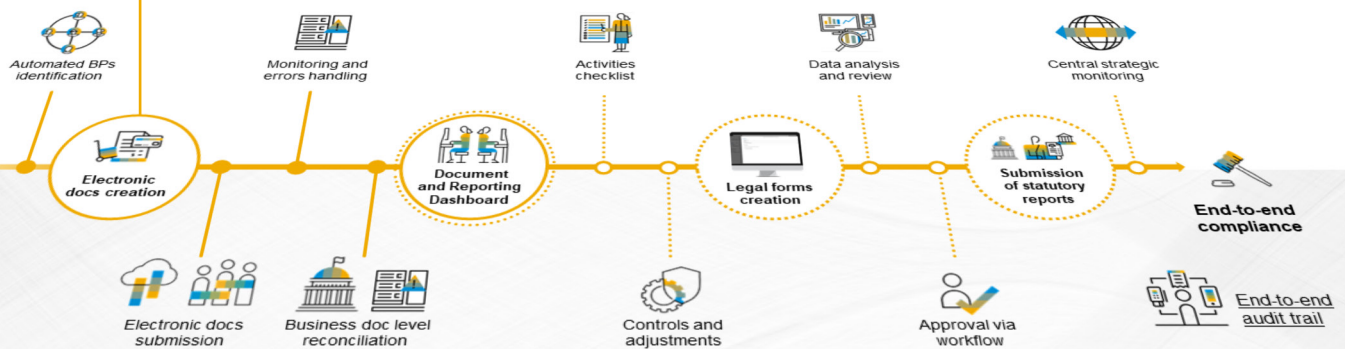 Automated BPs
identification
Monitoring and
errors handling
Activities
checklist
Data analysis
and review
Central strategic
monitoring
Electronic
docs creation
Document
and Reporting
Dashboard
Legal forms
creation
Submission
of statutory
reports
End-to-end
compliance
Electronic docs
submission
Business doc level
reconciliation
Controls and
adjustments
Approval via
workflow
End-to-end
audit trail